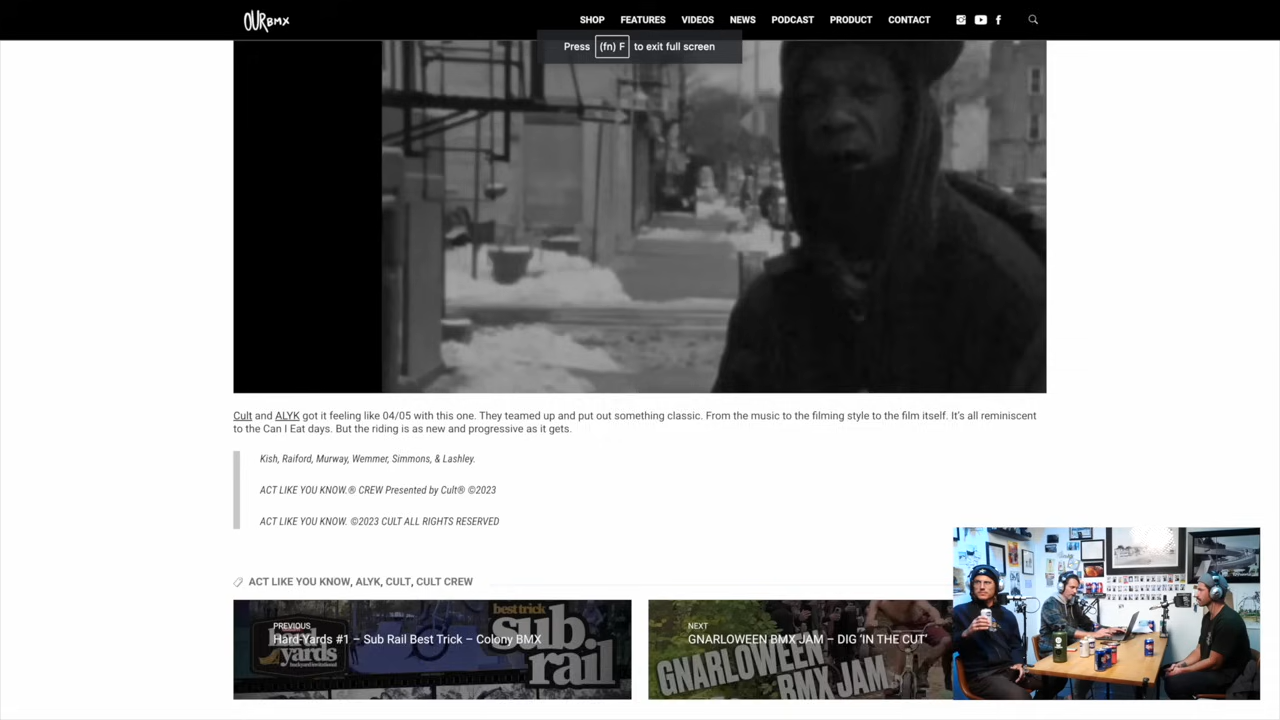 OUR BMX
SHOP FEATURES VIDEOS NEWS PODCAST PRODUCT CONTACT
Press (fn) F to exit full screen
Cult and ALYK got it feeling like 04/05 with this one. They teamed up and put out something classic. From the music to the filming style to the film itself. It's all reminiscent
to the Can I Eat days. But the riding is as new and progressive as it gets.
Kish, Raiford, Murway, Wemmer, Simmons, & Lashley.
ACT LIKE YOU KNOW.® CREW Presented by Cult® ©2023
ACT LIKE YOU KNOW. ©2023 CULT ALL RIGHTS RESERVED
ACT LIKE YOU KNOW, ALYK, CULT, CULT CREW
PREVIOUS
Hard Yards #1 – Sub Rail Best Trick – Colony BMX
hard
yards
best trick
sub
rail
NEXT
GNARLOWEEN BMX JAM – DIG 'IN THE CUT'
GNARLOWEEN
BMX JAM